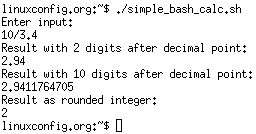 linuxconfig.org:~$ ./simple_bash_calc.sh
Enter input:
10/3.4
Result with 2 digits after decimal point:
2.94
Result with 10 digits after decimal point:
2.9411764705
Result as rounded integer:
2
linuxconfig.org:~$